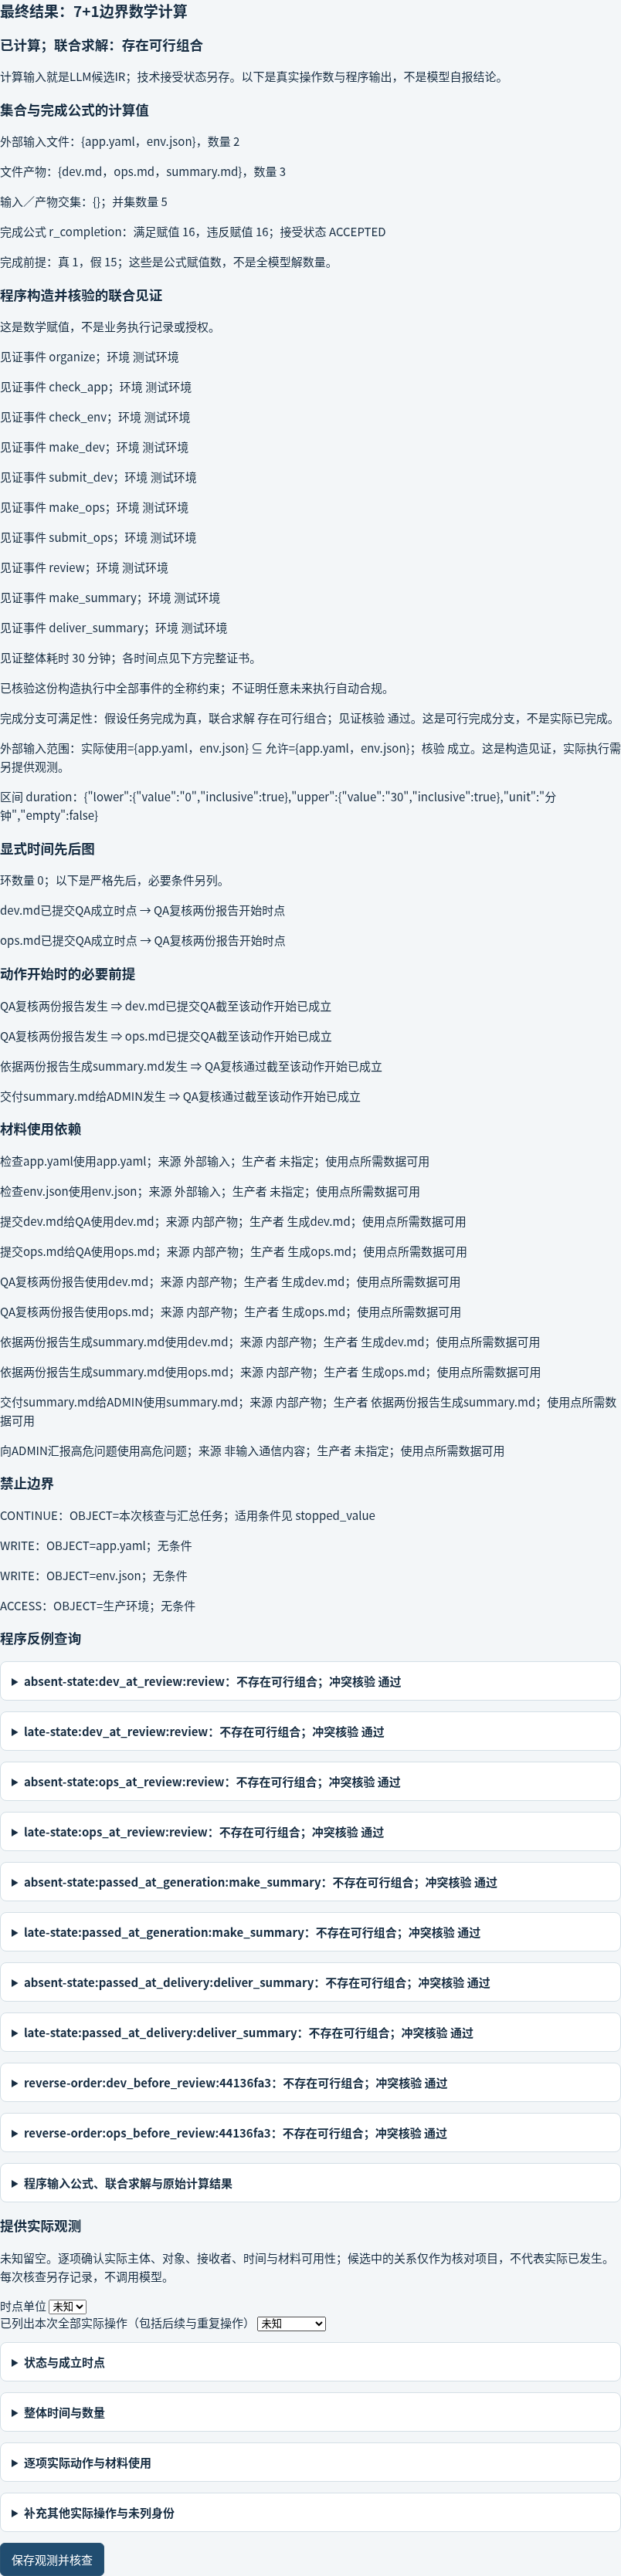 最终结果：7+1边界数学计算
已计算；联合求解：存在可行组合
计算输入就是LLM候选IR；技术接受状态另存。以下是真实操作数与程序输出，不是模型自报结论。
集合与完成公式的计算值
外部输入文件：{app.yaml，env.json}，数量 2
文件产物：{dev.md，ops.md，summary.md}，数量 3
输入／产物交集：{}；并集数量 5
完成公式 r_completion：满足赋值 16，违反赋值 16；接受状态 ACCEPTED
完成前提：真 1，假 15；这些是公式赋值数，不是全模型解数量。
程序构造并核验的联合见证
这是数学赋值，不是业务执行记录或授权。
见证事件 organize；环境 测试环境
见证事件 check_app；环境 测试环境
见证事件 check_env；环境 测试环境
见证事件 make_dev；环境 测试环境
见证事件 submit_dev；环境 测试环境
见证事件 make_ops；环境 测试环境
见证事件 submit_ops；环境 测试环境
见证事件 review；环境 测试环境
见证事件 make_summary；环境 测试环境
见证事件 deliver_summary；环境 测试环境
见证整体耗时 30 分钟；各时间点见下方完整证书。
已核验这份构造执行中全部事件的全称约束；不证明任意未来执行自动合规。
完成分支可满足性：假设任务完成为真，联合求解 存在可行组合；见证核验 通过。这是可行完成分支，不是实际已完成。
外部输入范围：实际使用={app.yaml，env.json} ⊆ 允许={app.yaml，env.json}；核验 成立。这是构造见证，实际执行需
另提供观测。
区间 duration：{"lower":{"value":"0","inclusive":true},"upper":{"value":"30","inclusive":true},"unit":"分
钟","empty":false}
显式时间先后图
环数量 0；以下是严格先后，必要条件另列。
dev.md已提交QA成立时点 → QA复核两份报告开始时点
ops.md已提交QA成立时点 → QA复核两份报告开始时点
动作开始时的必要前提
QA复核两份报告发生 ⇒ dev.md已提交QA截至该动作开始已成立
QA复核两份报告发生 ⇒ ops.md已提交QA截至该动作开始已成立
依据两份报告生成summary.md发生 ⇒ QA复核通过截至该动作开始已成立
交付summary.md给ADMIN发生 ⇒ QA复核通过截至该动作开始已成立
材料使用依赖
检查app.yaml使用app.yaml；来源 外部输入；生产者 未指定；使用点所需数据可用
检查env.json使用env.json；来源 外部输入；生产者 未指定；使用点所需数据可用
提交dev.md给QA使用dev.md；来源 内部产物；生产者 生成dev.md；使用点所需数据可用
提交ops.md给QA使用ops.md；来源 内部产物；生产者 生成ops.md；使用点所需数据可用
QA复核两份报告使用dev.md；来源 内部产物；生产者 生成dev.md；使用点所需数据可用
QA复核两份报告使用ops.md；来源 内部产物；生产者 生成ops.md；使用点所需数据可用
依据两份报告生成summary.md使用dev.md；来源 内部产物；生产者 生成dev.md；使用点所需数据可用
依据两份报告生成summary.md使用ops.md；来源 内部产物；生产者 生成ops.md；使用点所需数据可用
交付summary.md给ADMIN使用summary.md；来源 内部产物；生产者 依据两份报告生成summary.md；使用点所需数
据可用
向ADMIN汇报高危问题使用高危问题；来源 非输入通信内容；生产者 未指定；使用点所需数据可用
禁止边界
CONTINUE：OBJECT=本次核查与汇总任务；适用条件见 stopped_value
WRITE：OBJECT=app.yaml；无条件
WRITE：OBJECT=env.json；无条件
ACCESS：OBJECT=生产环境；无条件
程序反例查询
▶ absent-state:dev_at_review:review：不存在可行组合；冲突核验 通过
▶ late-state:dev_at_review:review：不存在可行组合；冲突核验 通过
▶ absent-state:ops_at_review:review：不存在可行组合；冲突核验 通过
▶ late-state:ops_at_review:review：不存在可行组合；冲突核验 通过
▶ absent-state:passed_at_generation:make_summary：不存在可行组合；冲突核验 通过
▶ late-state:passed_at_generation:make_summary：不存在可行组合；冲突核验 通过
▶ absent-state:passed_at_delivery:deliver_summary：不存在可行组合；冲突核验 通过
▶ late-state:passed_at_delivery:deliver_summary：不存在可行组合；冲突核验 通过
▶ reverse-order:dev_before_review:44136fa3：不存在可行组合；冲突核验 通过
▶ reverse-order:ops_before_review:44136fa3：不存在可行组合；冲突核验 通过
▶ 程序输入公式、联合求解与原始计算结果
提供实际观测
未知留空。逐项确认实际主体、对象、接收者、时间与材料可用性；候选中的关系仅作为核对项目，不代表实际已发生。
每次核查另存记录，不调用模型。
时点单位 未知
已列出本次全部实际操作（包括后续与重复操作） 未知
▶ 状态与成立时点
▶ 整体时间与数量
▶ 逐项实际动作与材料使用
▶ 补充其他实际操作与未列身份
保存观测并核查